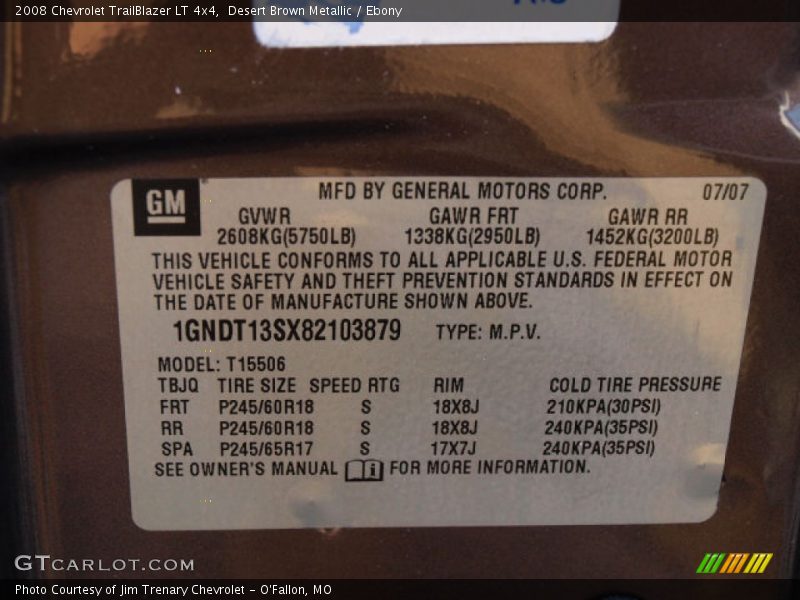 2008 Chevrolet TrailBlazer LT 4x4, Desert Brown Metallic / Ebony
GM MFD BY GENERAL MOTORS CORP. 07/07
GVWR GAWR FRT GAWR RR
2608KG(5750LB) 1338KG(2950LB) 1452KG(3200LB)
THIS VEHICLE CONFORMS TO ALL APPLICABLE U.S. FEDERAL MOTOR
VEHICLE SAFETY AND THEFT PREVENTION STANDARDS IN EFFECT ON
THE DATE OF MANUFACTURE SHOWN ABOVE.
1GNDT13SX82103879 TYPE: M.P.V.
MODEL: T15506
TBJQ TIRE SIZE SPEED RTG RIM COLD TIRE PRESSURE
FRT P245/60R18 S 18X8J 210KPA(30PSI)
RR P245/60R18 S 18X8J 240KPA(35PSI)
SPA P245/65R17 S 17X7J 240KPA(35PSI)
SEE OWNER'S MANUAL FOR MORE INFORMATION.
GTCARLOT.COM
Photo Courtesy of Jim Trenary Chevrolet - O'Fallon, MO